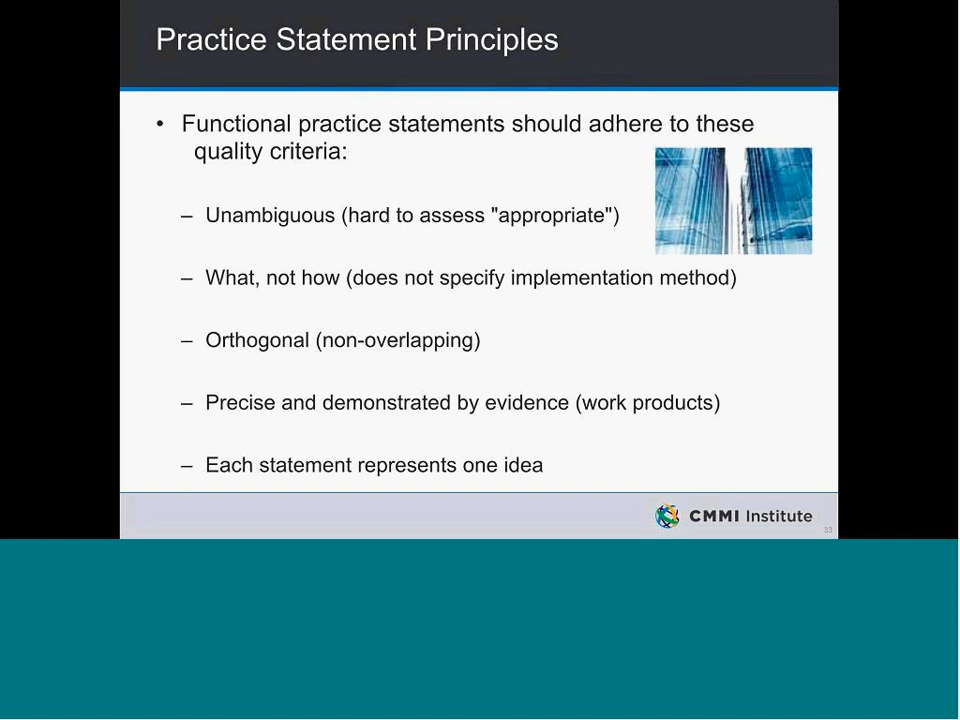 Practice Statement Principles
• Functional practice statements should adhere to these
quality criteria:
– Unambiguous (hard to assess "appropriate")
– What, not how (does not specify implementation method)
– Orthogonal (non-overlapping)
– Precise and demonstrated by evidence (work products)
– Each statement represents one idea
CMMI Institute
33